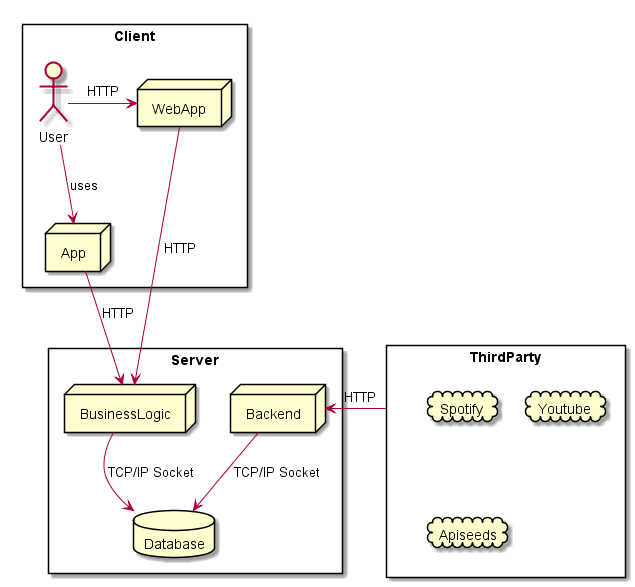 Client
HTTP
WebApp
User
uses
App
HTTP
HTTP
Server
BusinessLogic
Backend
TCP/IP Socket
TCP/IP Socket
Database
HTTP
ThirdParty
Spotify
Youtube
Apiseeds